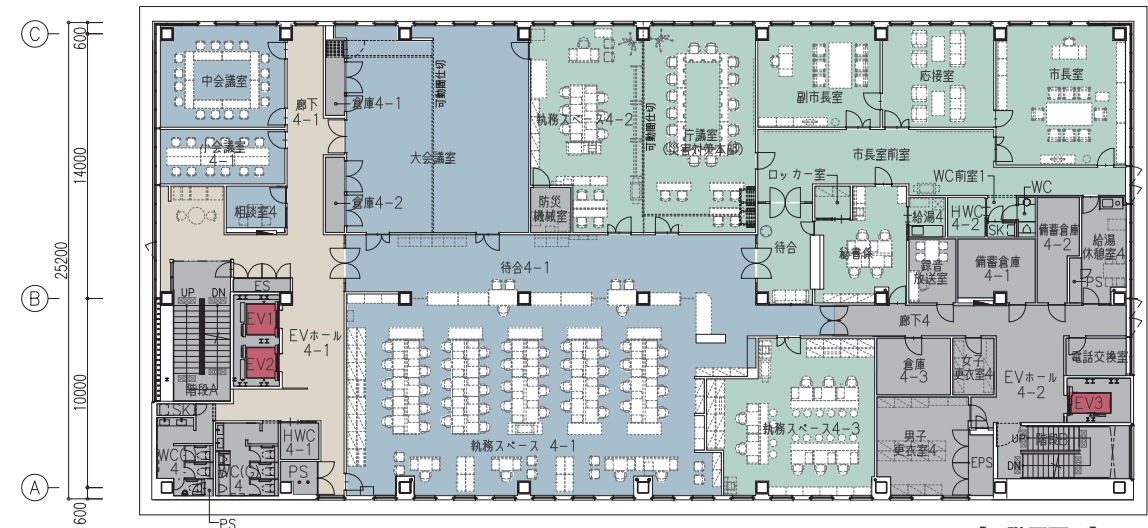 C
600
中会議室
廊下
4-1
倉庫4-1
可動間仕切
大会議室
執務スペース4-2
可動間仕切
庁議室
(災害対策本部)
副市長室
応接室
市長室
14000
小会議室
4-1
相談室4
倉庫4-2
防災
機械室
市長室前室
ロッカー室
WC前室1
WC
給湯4
HWC
4-2
SK
備蓄倉庫
4-2
給湯
休憩室4
25200
待合4-1
待合
秘書係
録音
放送室
備蓄倉庫
4-1
PS
UP
DN
ES
B
EV1
EV2
EVホール
4-1
階段A
廊下4
倉庫
4-3
女子
更衣室4
EVホール
4-2
電話交換室
EV3
10000
SK
WC
4
WC
4
HWC
4-1
PS
執務スペース 4-1
執務スペース4-3
男子
更衣室4
EPS
UP
階段B
DN
A
600
PS